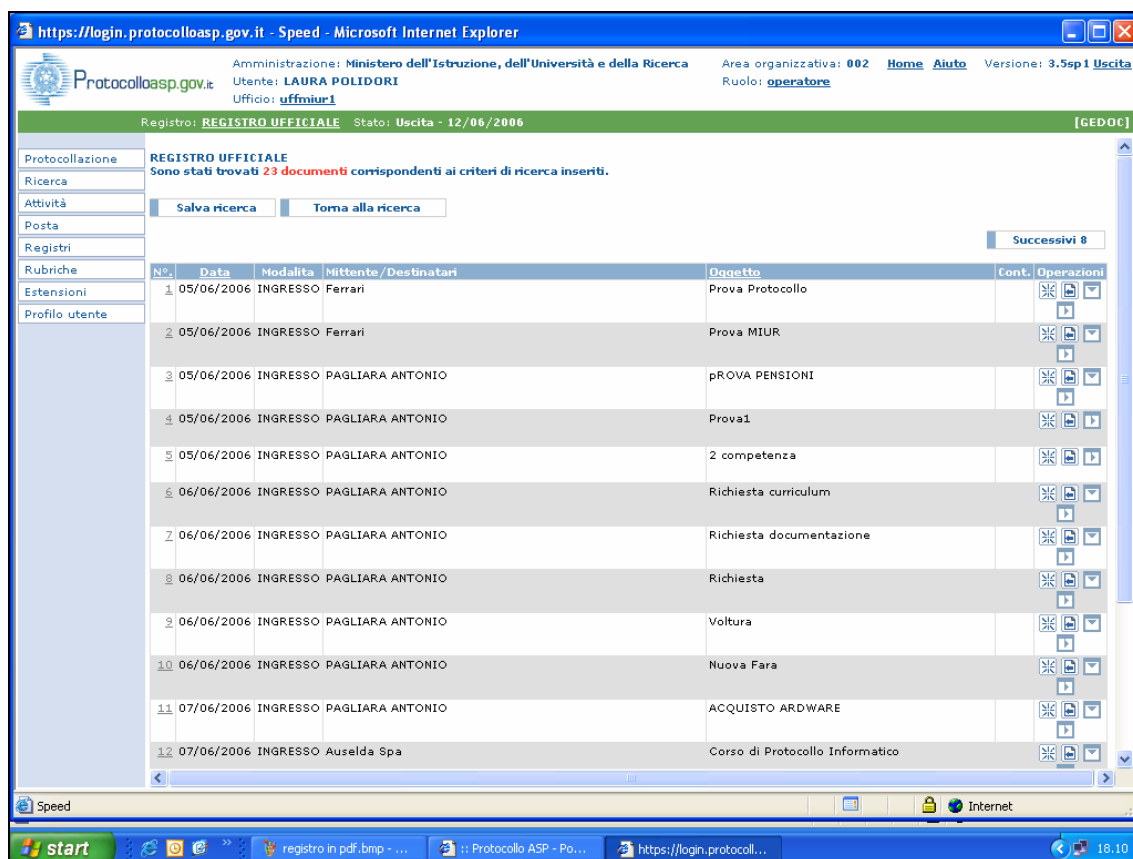 https://login.protocolloasp.gov.it - Speed - Microsoft Internet Explorer
Protocolloasp.gov.it
Amministrazione: Ministero dell'Istruzione, dell'Università e della Ricerca
Area organizzativa: 002 Home Aiuto Versione: 3.5sp1 Uscita
Utente: LAURA POLIDORI
Ruolo: operatore
Ufficio: uffmiur1
Registro: REGISTRO UFFICIALE Stato: Uscita - 12/06/2006 [GEDOC]
Protocollazione
Ricerca
Attività
Posta
Registri
Rubriche
Estensioni
Profilo utente
REGISTRO UFFICIALE
Sono stati trovati 23 documenti corrispondenti ai criteri di ricerca inseriti.
Salva ricerca Torna alla ricerca
Successivi 8
N°. Data Modalita Mittente/Destinatari Oggetto Cont. Operazioni
1 05/06/2006 INGRESSO Ferrari Prova Protocollo
2 05/06/2006 INGRESSO Ferrari Prova MIUR
3 05/06/2006 INGRESSO PAGLIARA ANTONIO pROVA PENSIONI
4 05/06/2006 INGRESSO PAGLIARA ANTONIO Prova1
5 05/06/2006 INGRESSO PAGLIARA ANTONIO 2 competenza
6 06/06/2006 INGRESSO PAGLIARA ANTONIO Richiesta curriculum
7 06/06/2006 INGRESSO PAGLIARA ANTONIO Richiesta documentazione
8 06/06/2006 INGRESSO PAGLIARA ANTONIO Richiesta
9 06/06/2006 INGRESSO PAGLIARA ANTONIO Voltura
10 06/06/2006 INGRESSO PAGLIARA ANTONIO Nuova Fara
11 07/06/2006 INGRESSO PAGLIARA ANTONIO ACQUISTO ARDWARE
12 07/06/2006 INGRESSO Auselda Spa Corso di Protocollo Informatico
Speed Internet
start registro in pdf.bmp - ... :: Protocollo ASP - Po... https://login.protocoll... 18.10